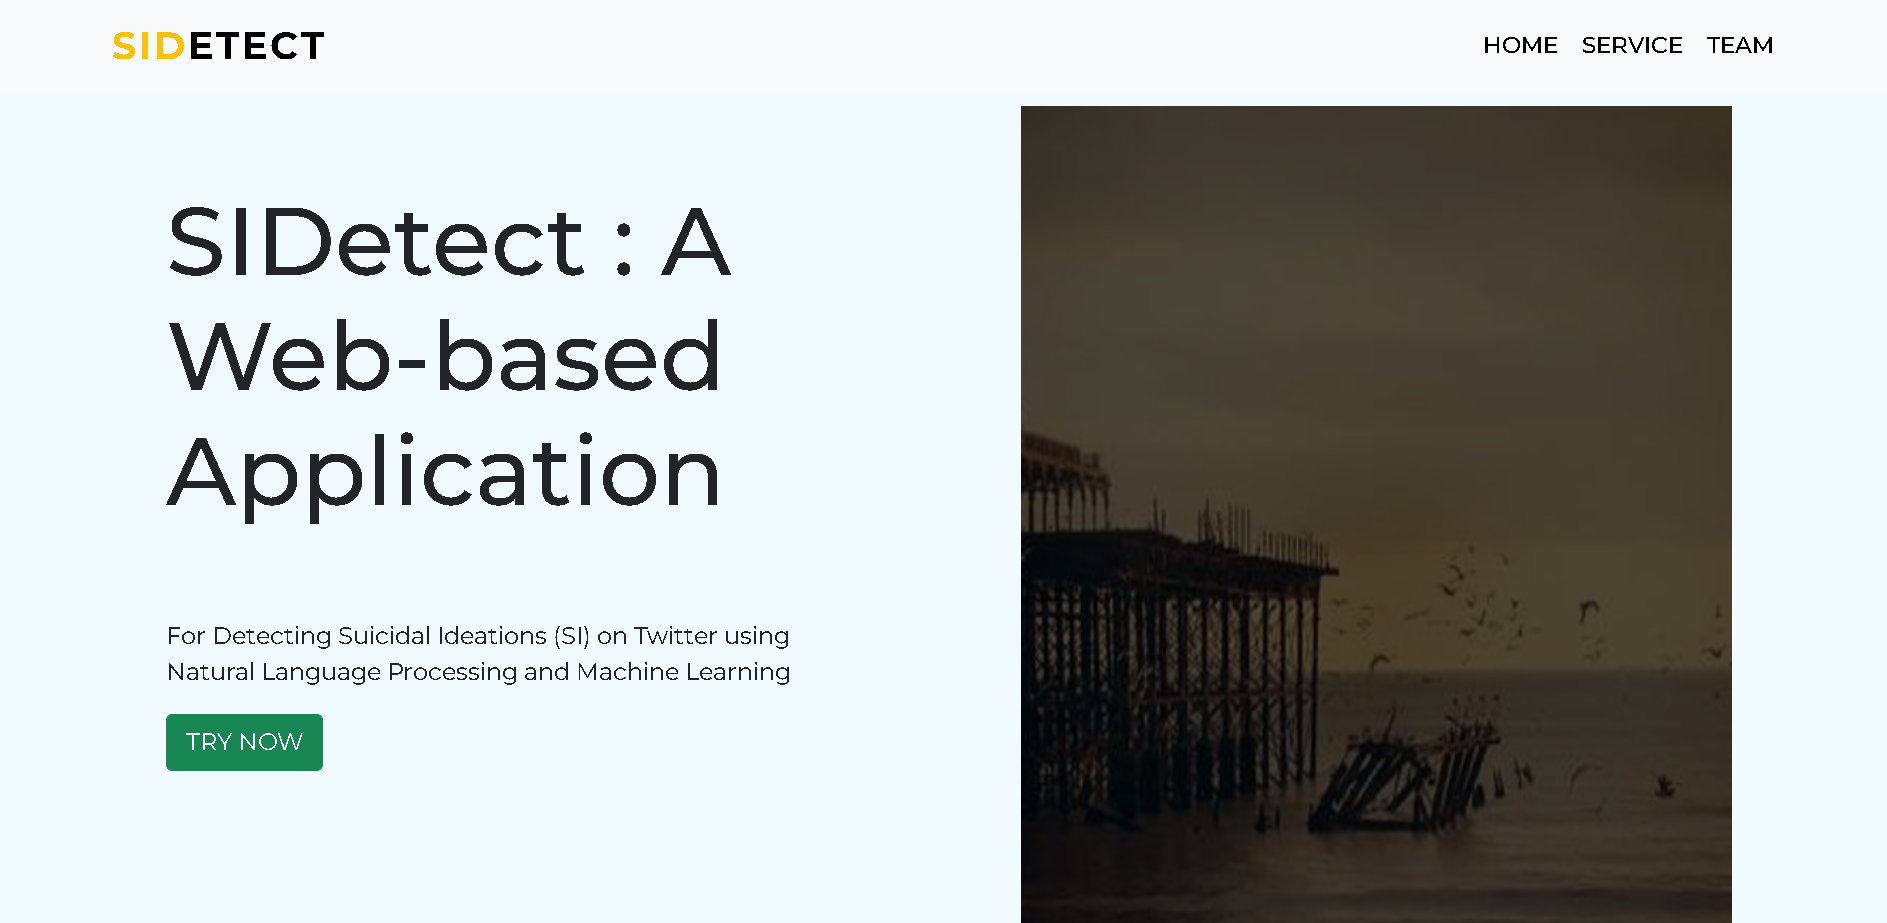 SIDETECT
HOME SERVICE TEAM
SIDetect : A
Web-based
Application
For Detecting Suicidal Ideations (SI) on Twitter using
Natural Language Processing and Machine Learning
TRY NOW